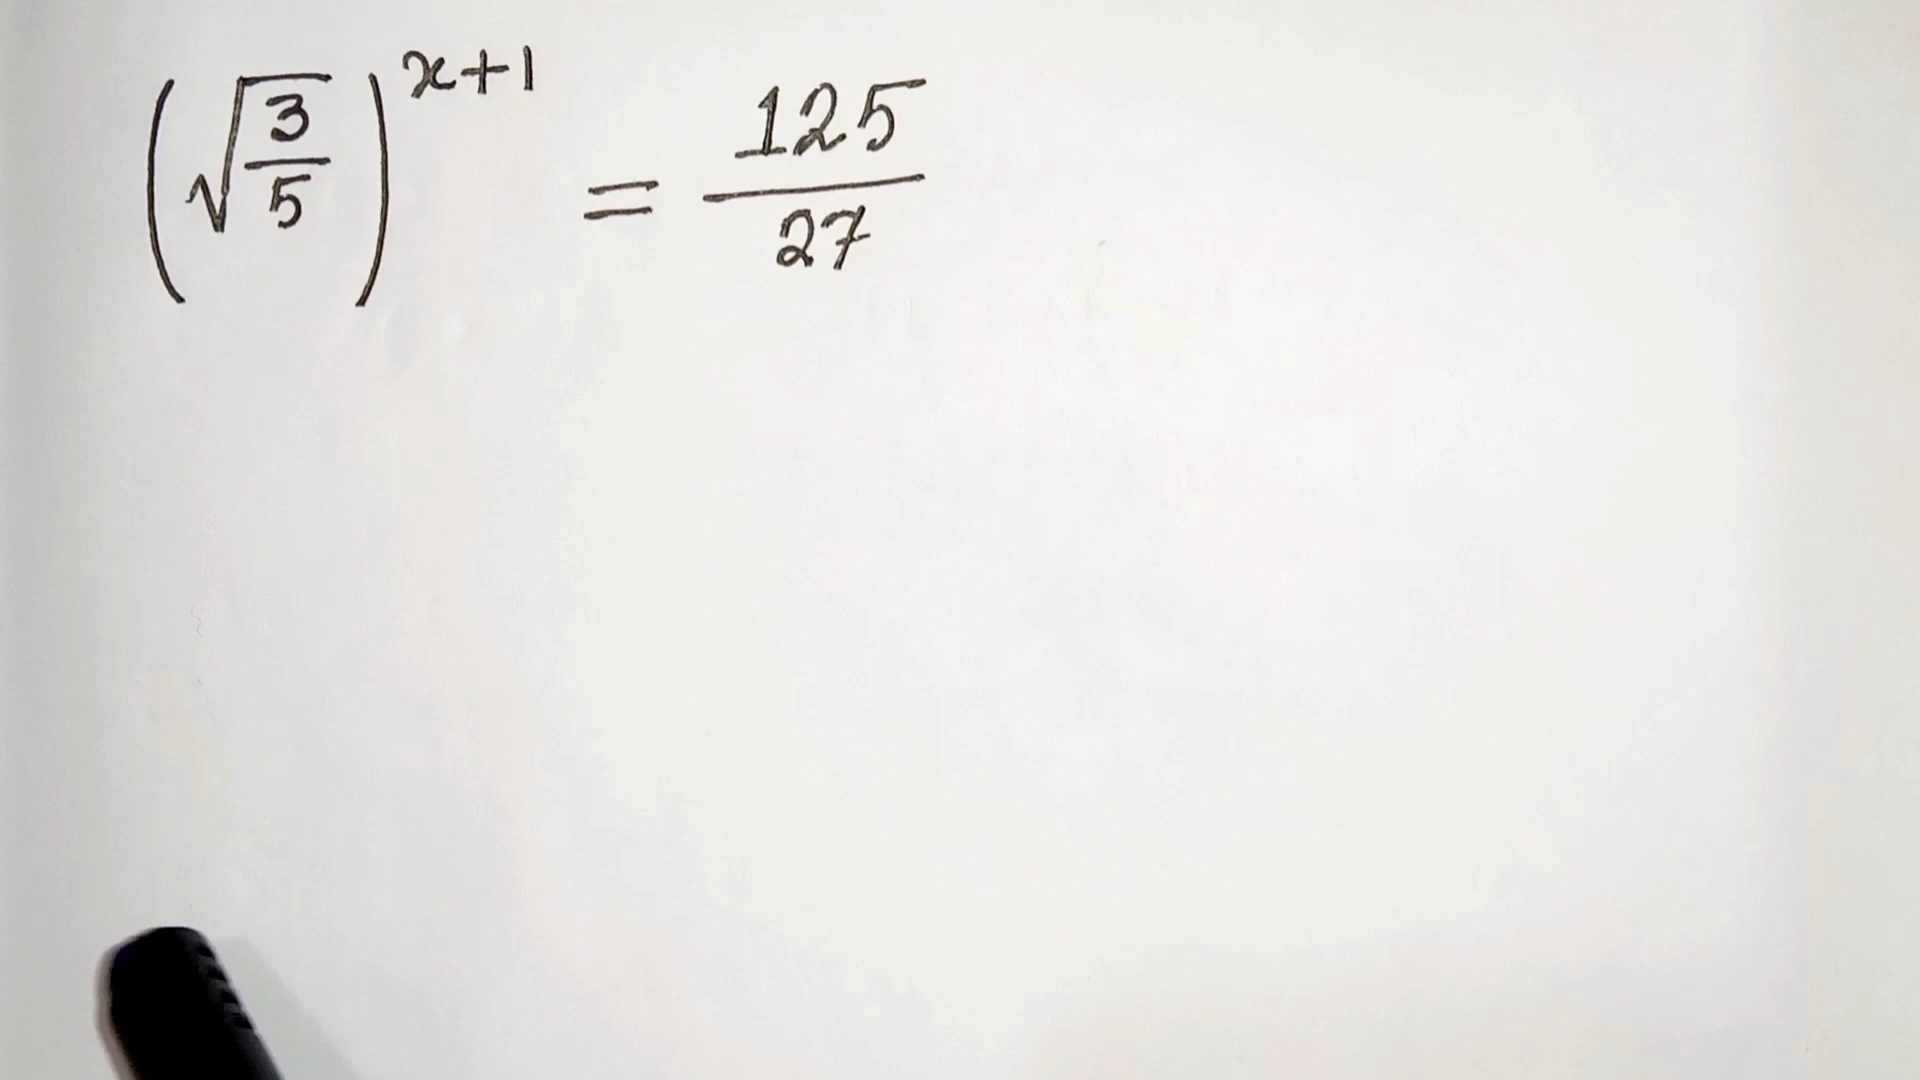 (√3/5)^x+1 = 125/27